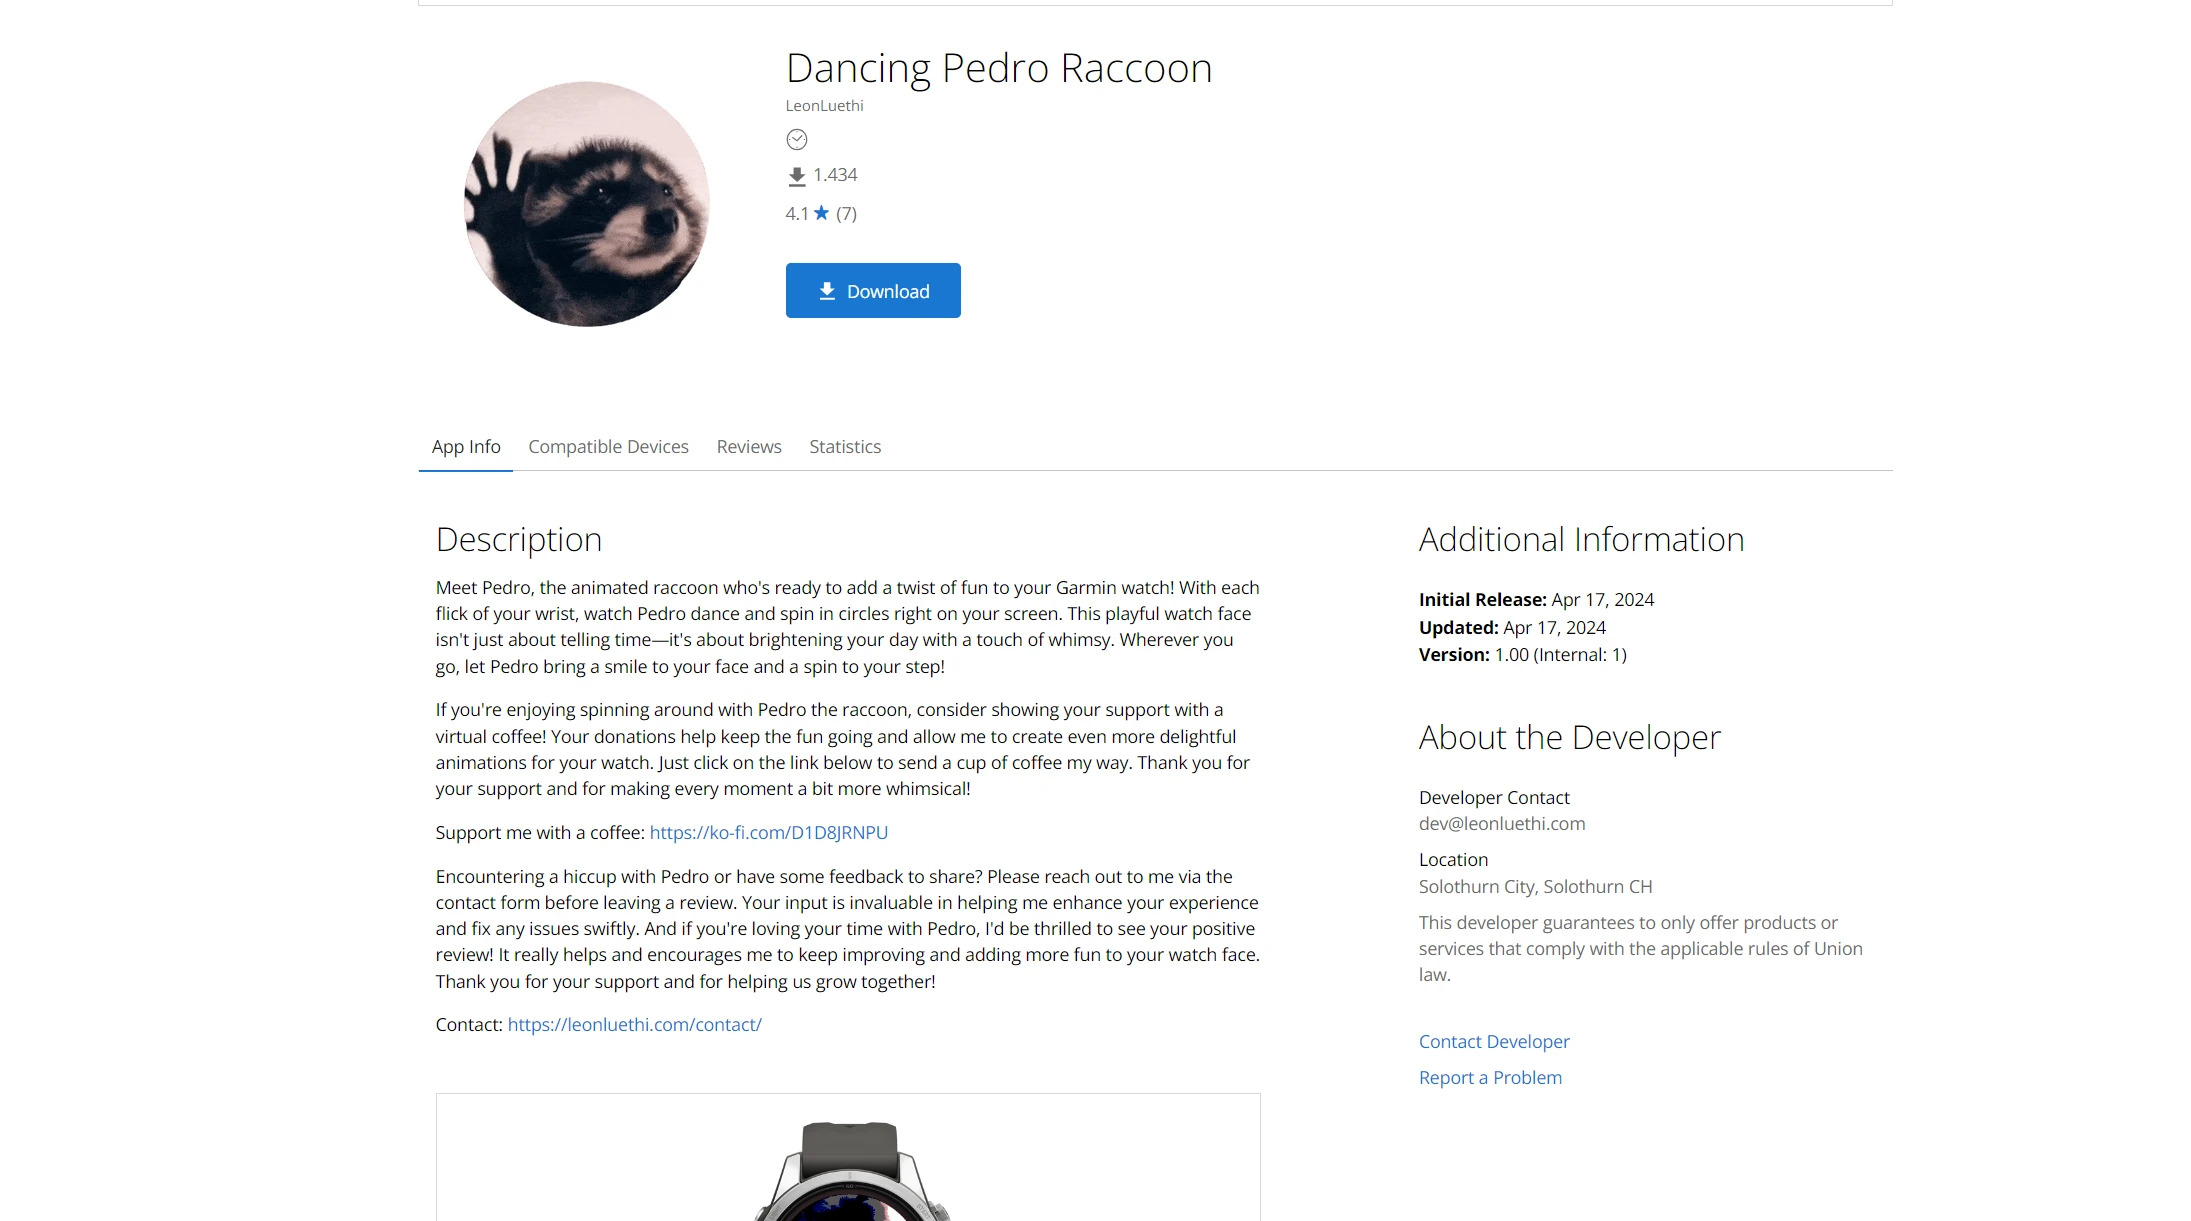 Dancing Pedro Raccoon
LeonLuethi
1.434
4.1 ★ (7)
Download
App Info
Compatible Devices
Reviews
Statistics
Description
Meet Pedro, the animated raccoon who's ready to add a twist of fun to your Garmin watch! With each
flick of your wrist, watch Pedro dance and spin in circles right on your screen. This playful watch face
isn't just about telling time—it's about brightening your day with a touch of whimsy. Wherever you
go, let Pedro bring a smile to your face and a spin to your step!
If you're enjoying spinning around with Pedro the raccoon, consider showing your support with a
virtual coffee! Your donations help keep the fun going and allow me to create even more delightful
animations for your watch. Just click on the link below to send a cup of coffee my way. Thank you for
your support and for making every moment a bit more whimsical!
Support me with a coffee: https://ko-fi.com/D1D8JRNPU
Encountering a hiccup with Pedro or have some feedback to share? Please reach out to me via the
contact form before leaving a review. Your input is invaluable in helping me enhance your experience
and fix any issues swiftly. And if you're loving your time with Pedro, I'd be thrilled to see your positive
review! It really helps and encourages me to keep improving and adding more fun to your watch face.
Thank you for your support and for helping us grow together!
Contact: https://leonluethi.com/contact/
Additional Information
Initial Release: Apr 17, 2024
Updated: Apr 17, 2024
Version: 1.00 (Internal: 1)
About the Developer
Developer Contact
dev@leonluethi.com
Location
Solothurn City, Solothurn CH
This developer guarantees to only offer products or
services that comply with the applicable rules of Union
law.
Contact Developer
Report a Problem